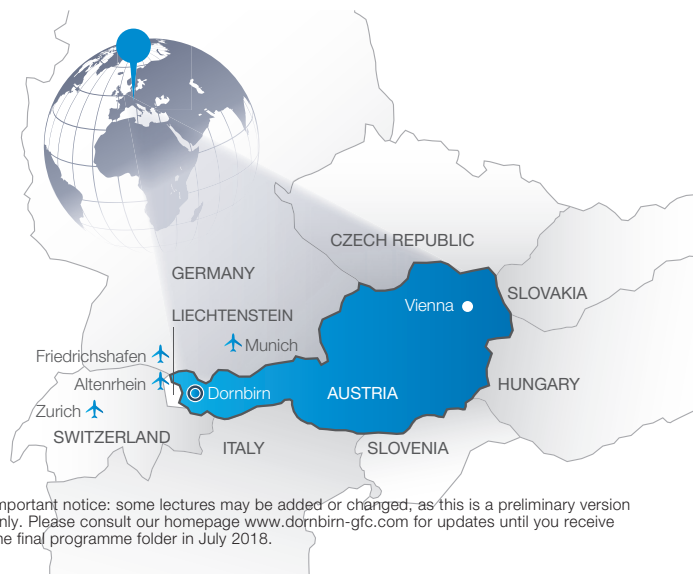 CZECH REPUBLIC
GERMANY
SLOVAKIA
Vienna
LIECHTENSTEIN
Munich
Friedrichshafen
Altenrhein
HUNGARY
Dornbirn
AUSTRIA
Zurich
SWITZERLAND
ITALY
SLOVENIA
mportant notice: some lectures may be added or changed, as this is a preliminary version
nly. Please consult our homepage www.dornbirn-gfc.com for updates until you receive
he final programme folder in July 2018.